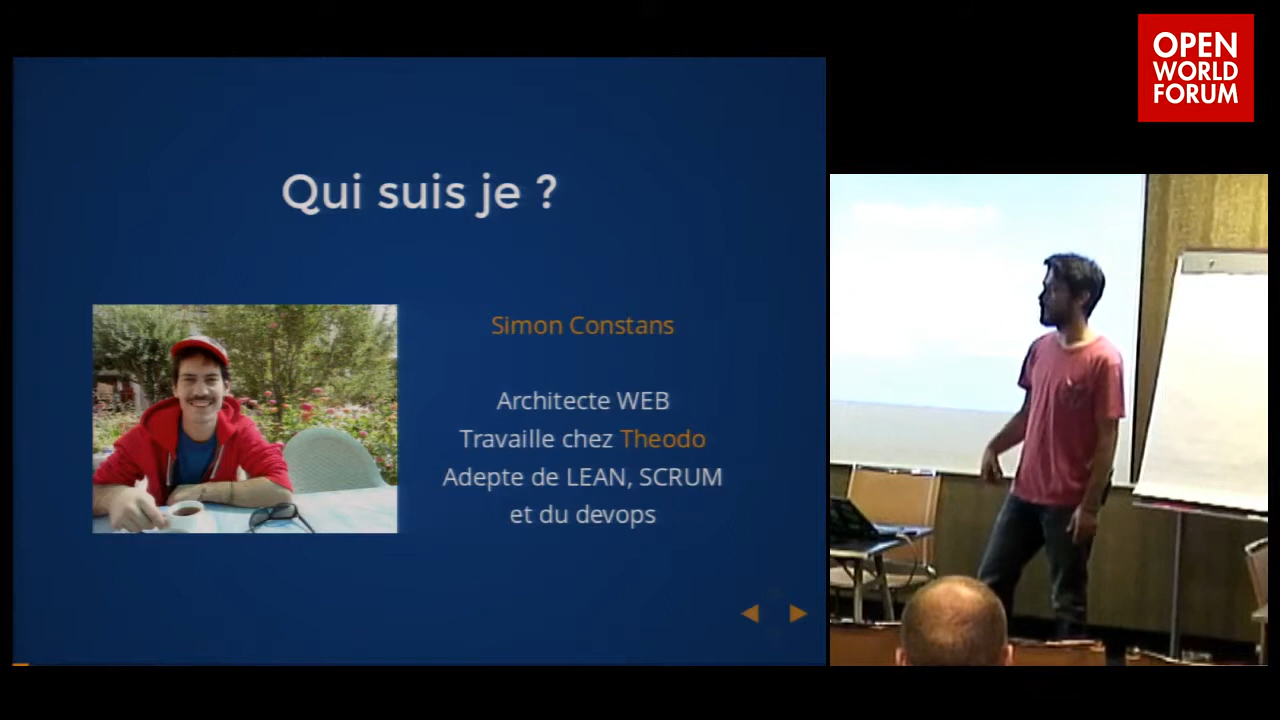 OPEN
WORLD
FORUM
Qui suis je ?
Simon Constans
Architecte WEB
Travaille chez Theodo
Adepte de LEAN, SCRUM
et du devops